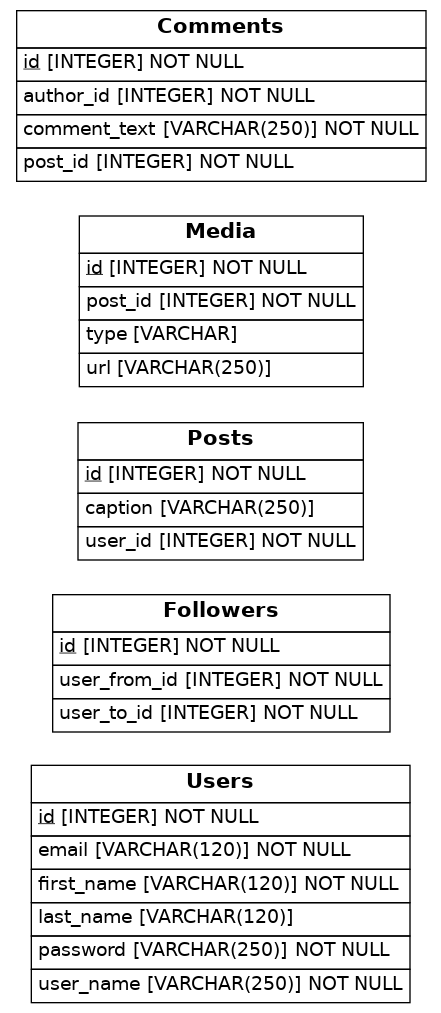 Comments
id [INTEGER] NOT NULL
author_id [INTEGER] NOT NULL
comment_text [VARCHAR(250)] NOT NULL
post_id [INTEGER] NOT NULL
Media
id [INTEGER] NOT NULL
post_id [INTEGER] NOT NULL
type [VARCHAR]
url [VARCHAR(250)]
Posts
id [INTEGER] NOT NULL
caption [VARCHAR(250)]
user_id [INTEGER] NOT NULL
Followers
id [INTEGER] NOT NULL
user_from_id [INTEGER] NOT NULL
user_to_id [INTEGER] NOT NULL
Users
id [INTEGER] NOT NULL
email [VARCHAR(120)] NOT NULL
first_name [VARCHAR(120)] NOT NULL
last_name [VARCHAR(120)]
password [VARCHAR(250)] NOT NULL
user_name [VARCHAR(250)] NOT NULL